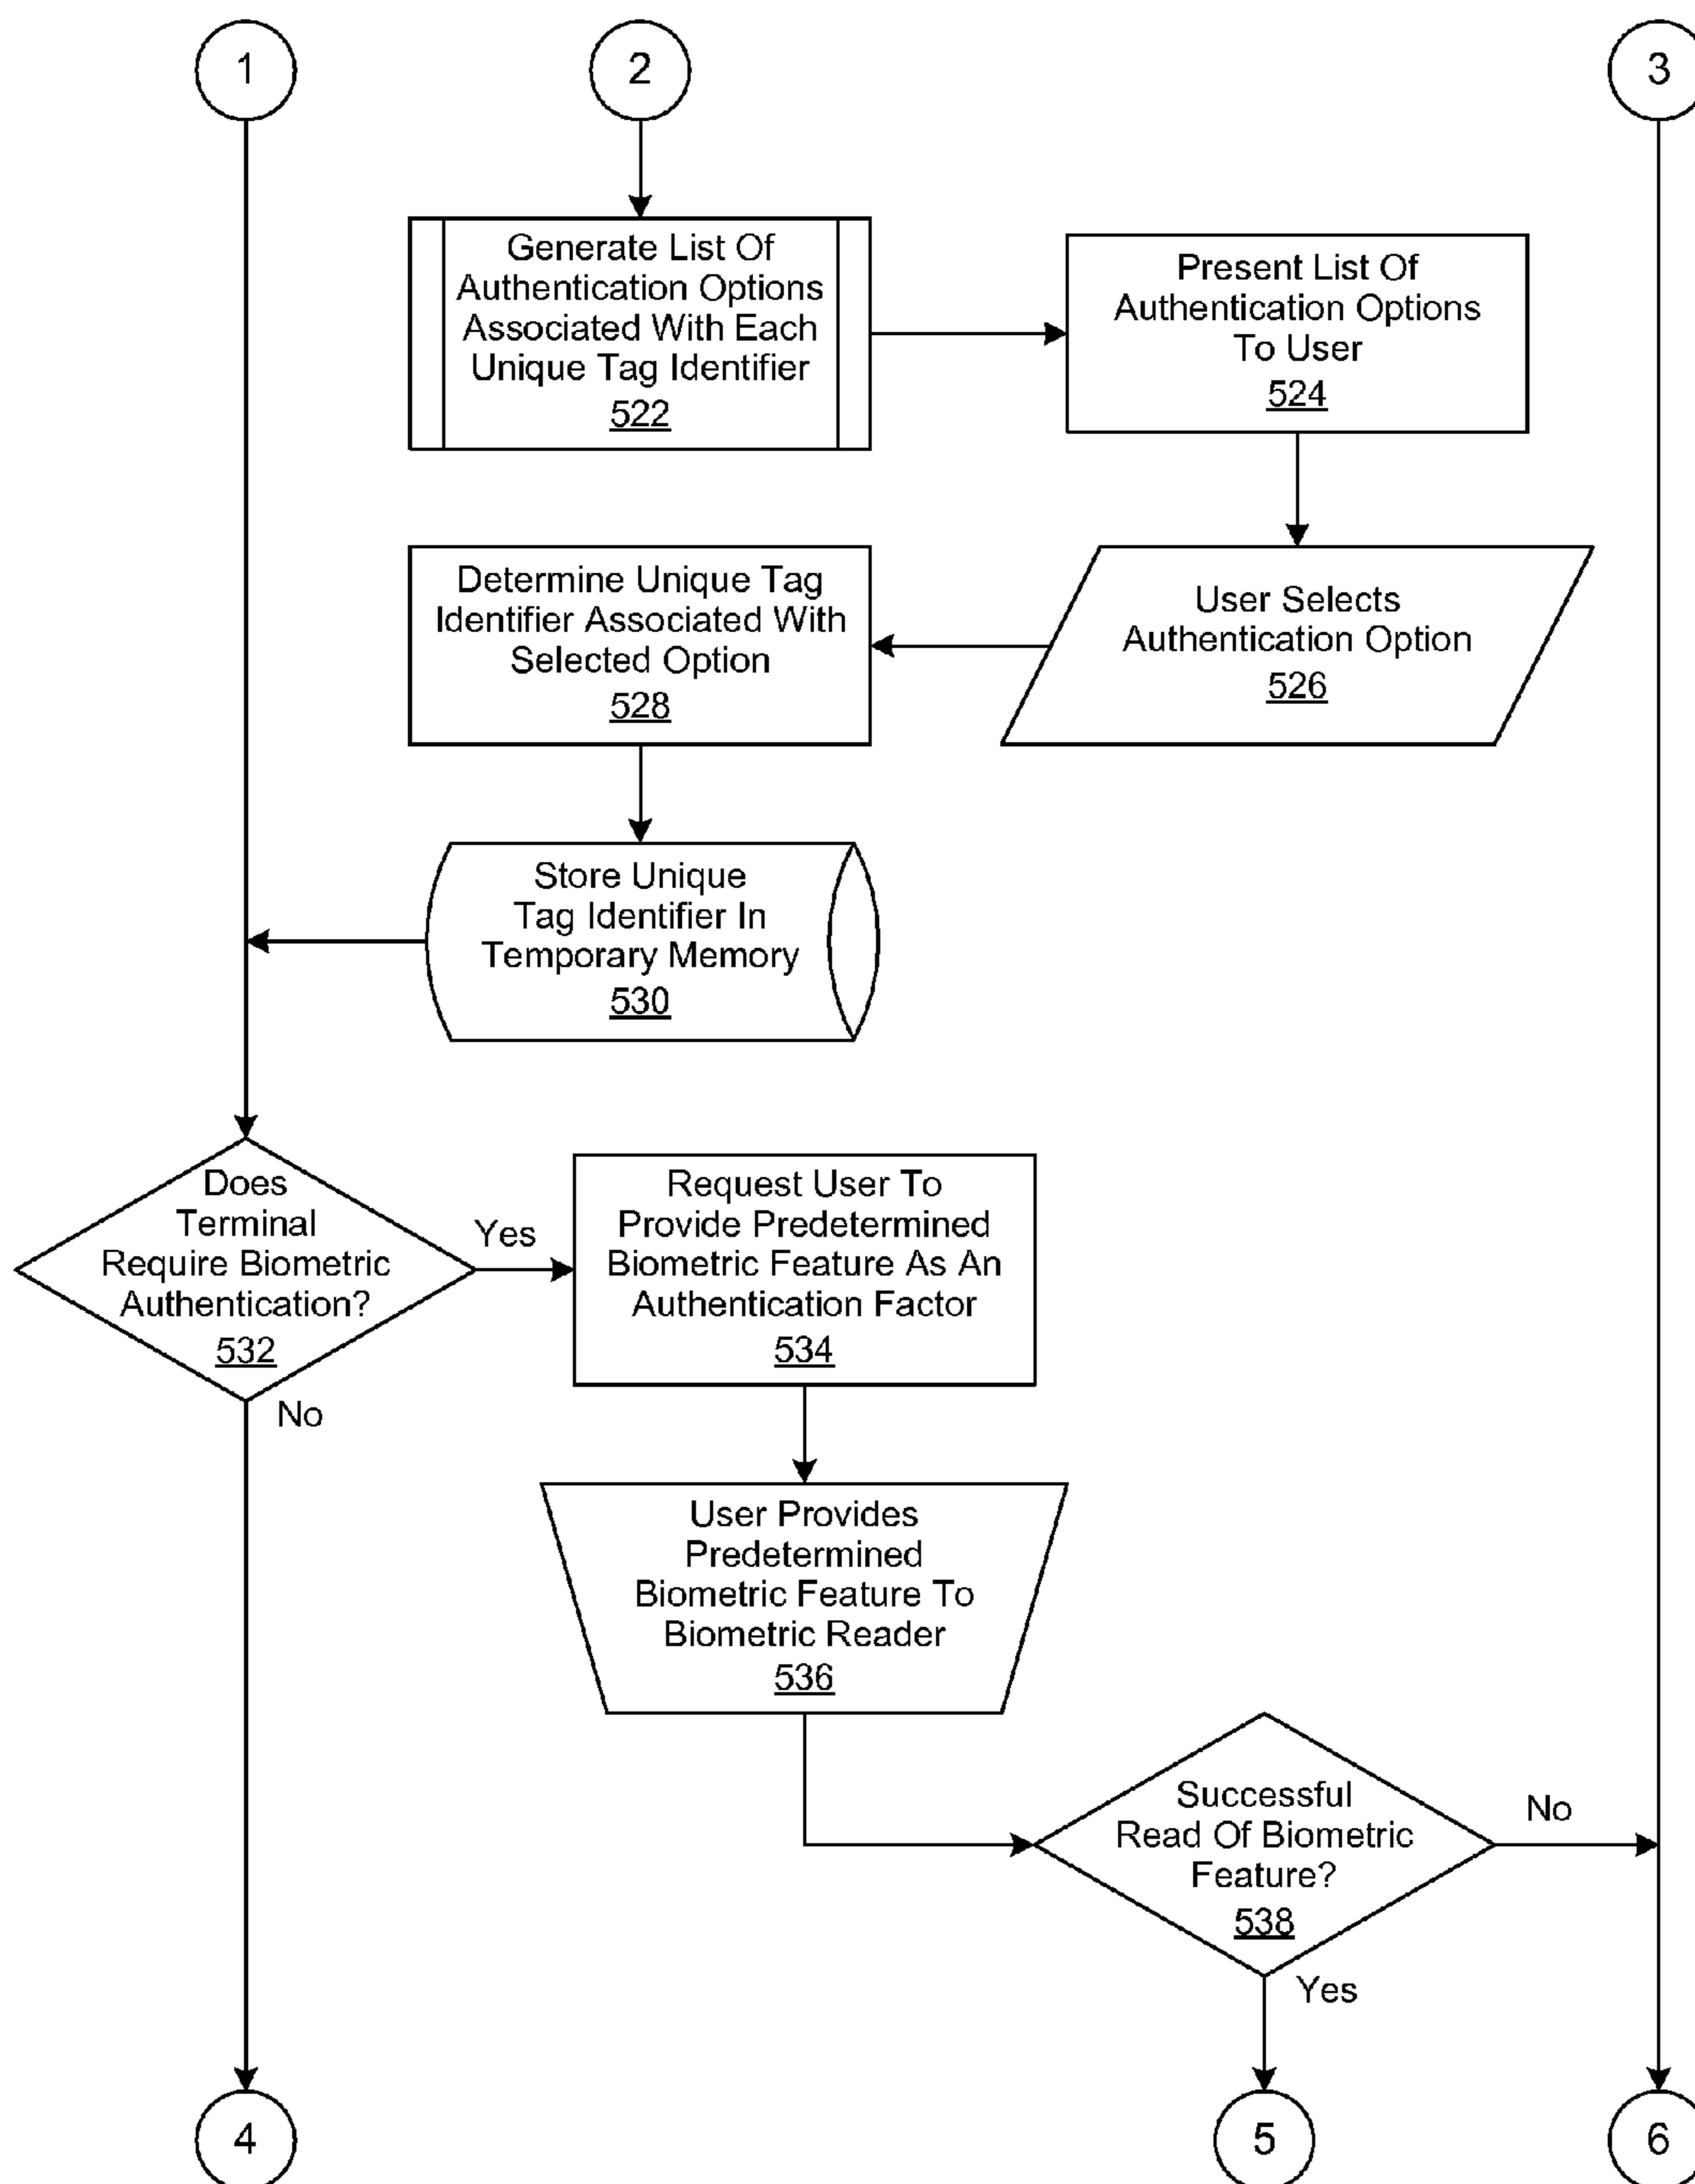 1
2
3
Generate List Of
Authentication Options
Associated With Each
Unique Tag Identifier
522
Present List Of
Authentication Options
To User
524
User Selects
Authentication Option
526
Determine Unique Tag
Identifier Associated With
Selected Option
528
Store Unique
Tag Identifier In
Temporary Memory
530
Does
Terminal
Require Biometric
Authentication?
532
Yes
No
Request User To
Provide Predetermined
Biometric Feature As An
Authentication Factor
534
User Provides
Predetermined
Biometric Feature To
Biometric Reader
536
Successful
Read Of Biometric
Feature?
538
No
Yes
4
5
6